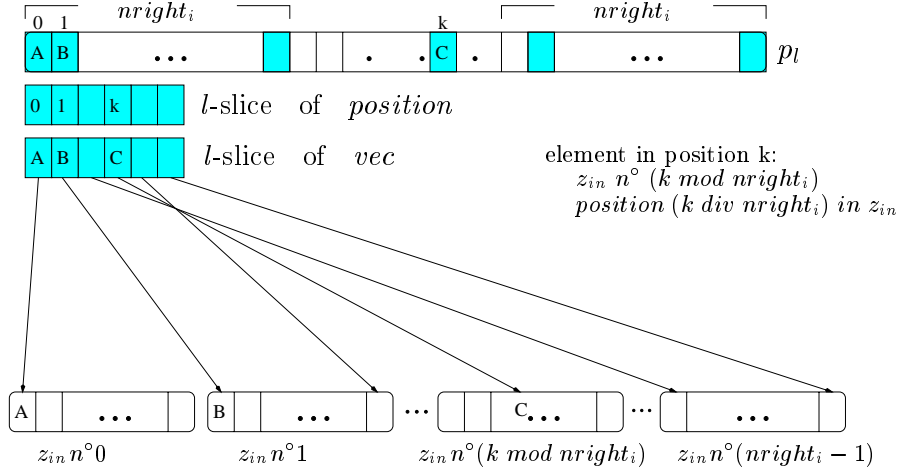 nright_i nright_i
0 1 k
A B ... . . C . ... p_l
0 1 k l-slice of position
A B C l-slice of vec
element in position k:
z_in n° (k mod nright_i)
position (k div nright_i) in z_in
A ... B ... ... C ... ... ...
z_in n°0 z_in n°1 z_in n°(k mod nright_i) z_in n°(nright_i − 1)